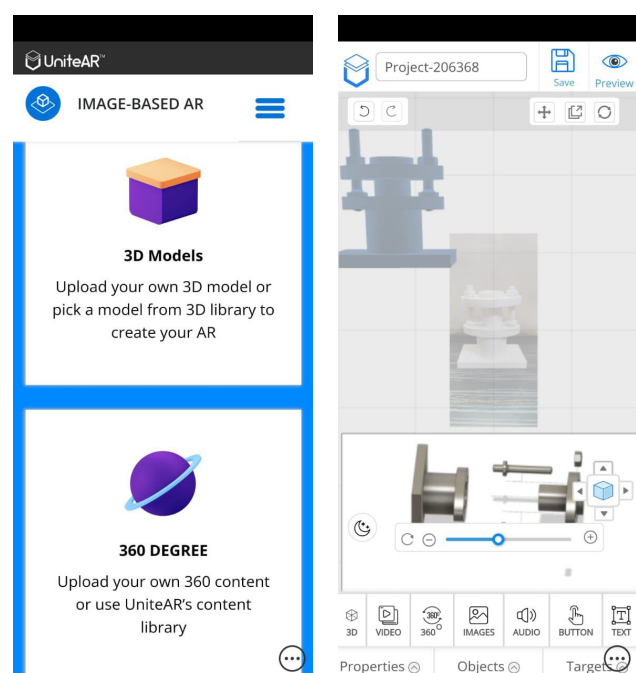 UniteAR™
IMAGE-BASED AR
3D Models
Upload your own 3D model or
pick a model from 3D library to
create your AR
360 DEGREE
Upload your own 360 content
or use UniteAR's content
library
Project-206368
Save
Preview
3D
VIDEO
360°
360°
IMAGES
AUDIO
BUTTON
TEXT
Properties
Objects
Targets